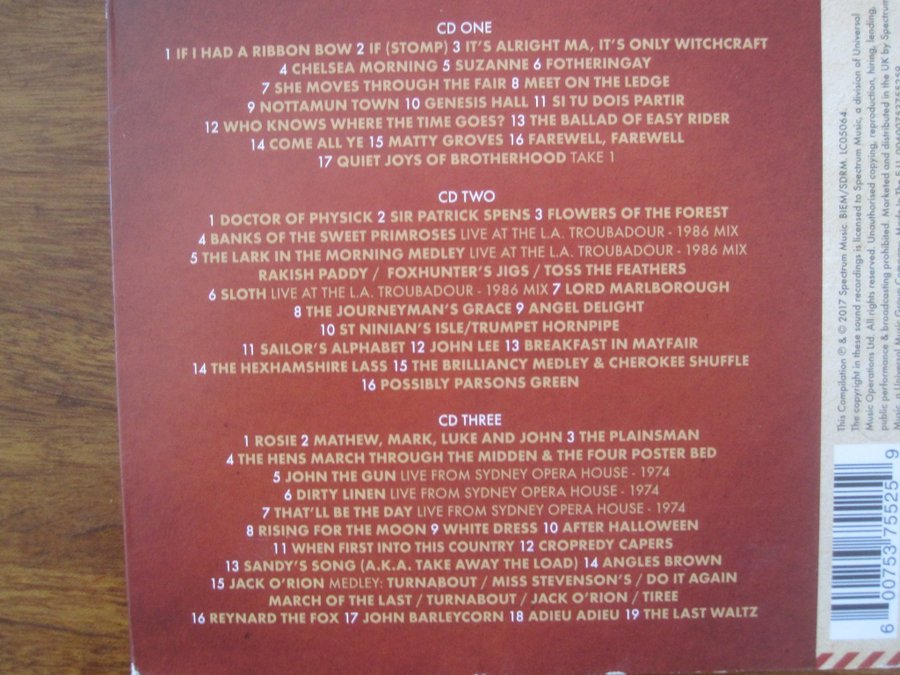 CD ONE
1 IF I HAD A RIBBON BOW 2 IF (STOMP) 3 IT'S ALRIGHT MA, IT'S ONLY WITCHCRAFT
4 CHELSEA MORNING 5 SUZANNE 6 FOTHERINGAY
7 SHE MOVES THROUGH THE FAIR 8 MEET ON THE LEDGE
9 NOTTAMUN TOWN 10 GENESIS HALL 11 SI TU DOIS PARTIR
12 WHO KNOWS WHERE THE TIME GOES? 13 THE BALLAD OF EASY RIDER
14 COME ALL YE 15 MATTY GROVES 16 FAREWELL, FAREWELL
17 QUIET JOYS OF BROTHERHOOD TAKE 1
CD TWO
1 DOCTOR OF PHYSICK 2 SIR PATRICK SPENS 3 FLOWERS OF THE FOREST
4 BANKS OF THE SWEET PRIMROSES LIVE AT THE L.A. TROUBADOUR - 1986 MIX
5 THE LARK IN THE MORNING MEDLEY LIVE AT THE L.A. TROUBADOUR - 1986 MIX
RAKISH PADDY / FOXHUNTER'S JIGS / TOSS THE FEATHERS
6 SLOTH LIVE AT THE L.A. TROUBADOUR - 1986 MIX 7 LORD MARLBOROUGH
8 THE JOURNEYMAN'S GRACE 9 ANGEL DELIGHT
10 ST NINIAN'S ISLE/TRUMPET HORNPIPE
11 SAILOR'S ALPHABET 12 JOHN LEE 13 BREAKFAST IN MAYFAIR
14 THE HEXHAMSHIRE LASS 15 THE BRILLIANCY MEDLEY & CHEROKEE SHUFFLE
16 POSSIBLY PARSONS GREEN
CD THREE
1 ROSIE 2 MATHEW, MARK, LUKE AND JOHN 3 THE PLAINSMAN
4 THE HENS MARCH THROUGH THE MIDDEN & THE FOUR POSTER BED
5 JOHN THE GUN LIVE FROM SYDNEY OPERA HOUSE - 1974
6 DIRTY LINEN LIVE FROM SYDNEY OPERA HOUSE - 1974
7 THAT'LL BE THE DAY LIVE FROM SYDNEY OPERA HOUSE - 1974
8 RISING FOR THE MOON 9 WHITE DRESS 10 AFTER HALLOWEEN
11 WHEN FIRST INTO THIS COUNTRY 12 CROPREDY CAPERS
13 SANDY'S SONG (A.K.A. TAKE AWAY THE LOAD) 14 ANGLES BROWN
15 JACK O'RION MEDLEY: TURNABOUT / MISS STEVENSON'S / DO IT AGAIN
MARCH OF THE LAST / TURNABOUT / JACK O'RION / TIREE
16 REYNARD THE FOX 17 JOHN BARLEYCORN 18 ADIEU ADIEU 19 THE LAST WALTZ
This Compilation ℗ & © 2017 Spectrum Music. BIEM/SDRM. LC05064.
The copyright in these sound recordings is licensed to Spectrum Music, a division of Universal
Music Operations Ltd. All rights reserved. Unauthorised copying, reproduction, hiring, lending,
public performance & broadcasting prohibited. Marketed and distributed in the UK by Spectrum
6 00753 75525 9